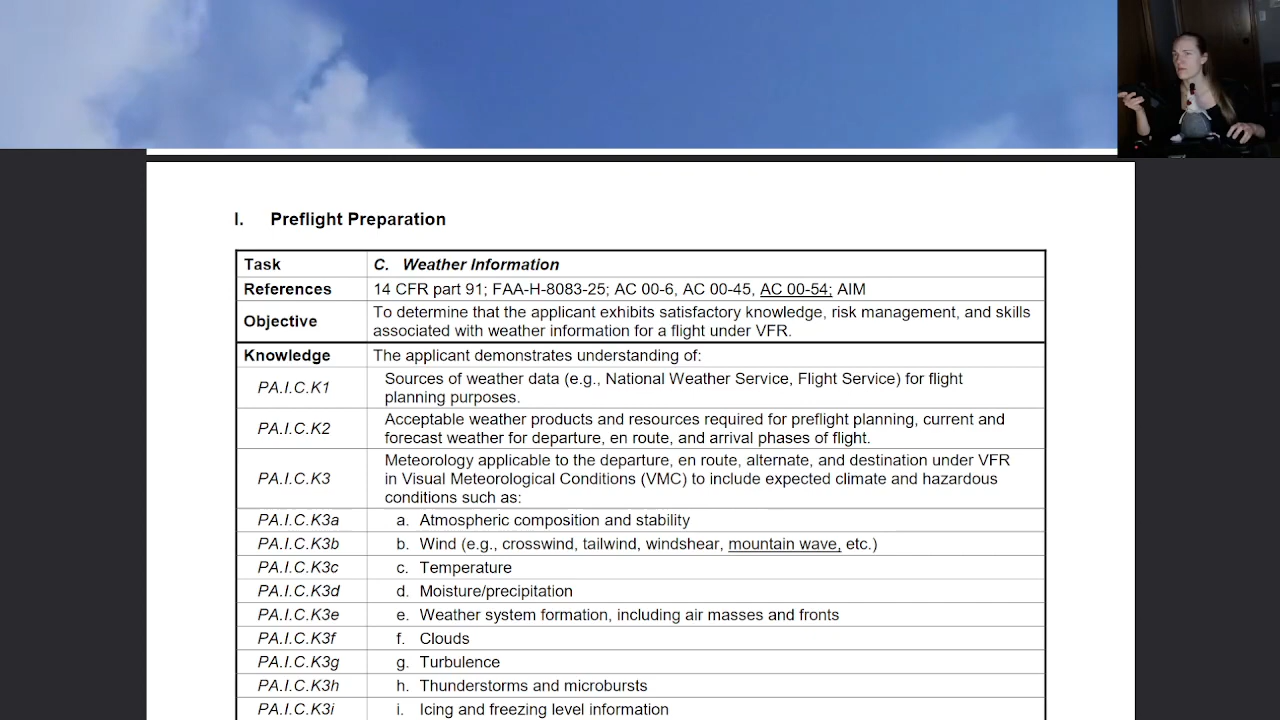 I. Preflight Preparation
Task C. Weather Information
References 14 CFR part 91; FAA-H-8083-25; AC 00-6, AC 00-45, AC 00-54; AIM
Objective To determine that the applicant exhibits satisfactory knowledge, risk management, and skills
associated with weather information for a flight under VFR.
Knowledge The applicant demonstrates understanding of:
PA.I.C.K1 Sources of weather data (e.g., National Weather Service, Flight Service) for flight
planning purposes.
PA.I.C.K2 Acceptable weather products and resources required for preflight planning, current and
forecast weather for departure, en route, and arrival phases of flight.
PA.I.C.K3 Meteorology applicable to the departure, en route, alternate, and destination under VFR
in Visual Meteorological Conditions (VMC) to include expected climate and hazardous
conditions such as:
PA.I.C.K3a a. Atmospheric composition and stability
PA.I.C.K3b b. Wind (e.g., crosswind, tailwind, windshear, mountain wave, etc.)
PA.I.C.K3c c. Temperature
PA.I.C.K3d d. Moisture/precipitation
PA.I.C.K3e e. Weather system formation, including air masses and fronts
PA.I.C.K3f f. Clouds
PA.I.C.K3g g. Turbulence
PA.I.C.K3h h. Thunderstorms and microbursts
PA.I.C.K3i i. Icing and freezing level information